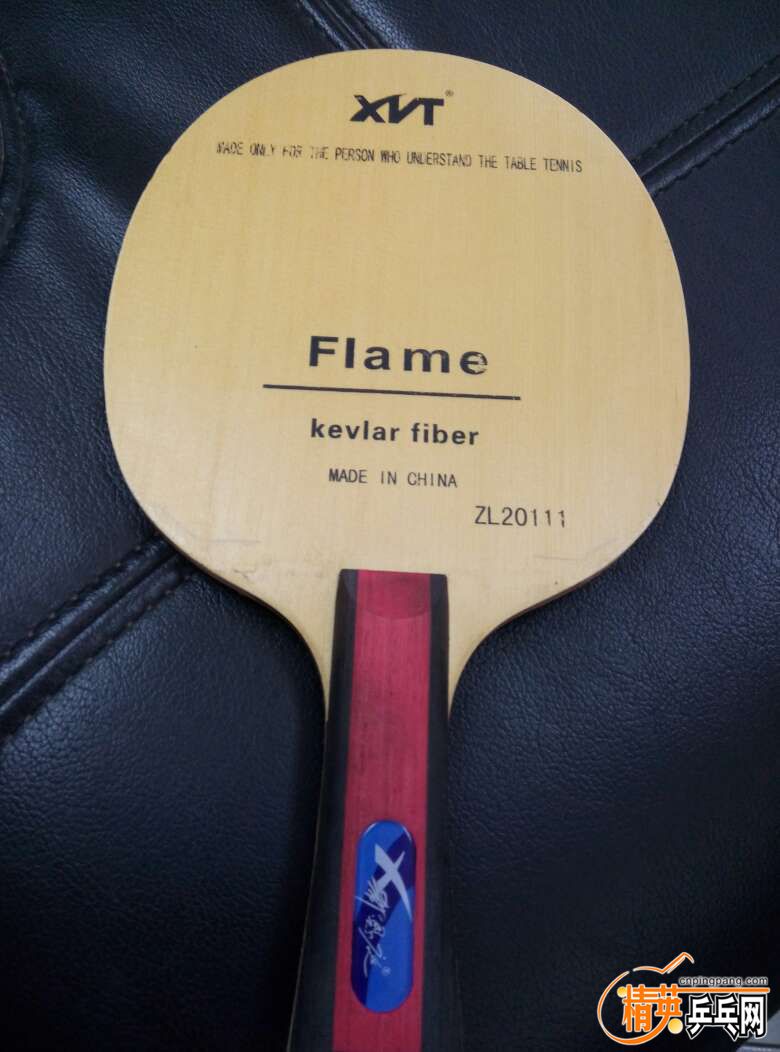 XVT®
MADE ONLY FOR THE PERSON WHO UNDERSTAND THE TABLE TENNIS
Flame
kevlar fiber
MADE IN CHINA
ZL20111
X
®
cnpingpang.com
精英乒乓网